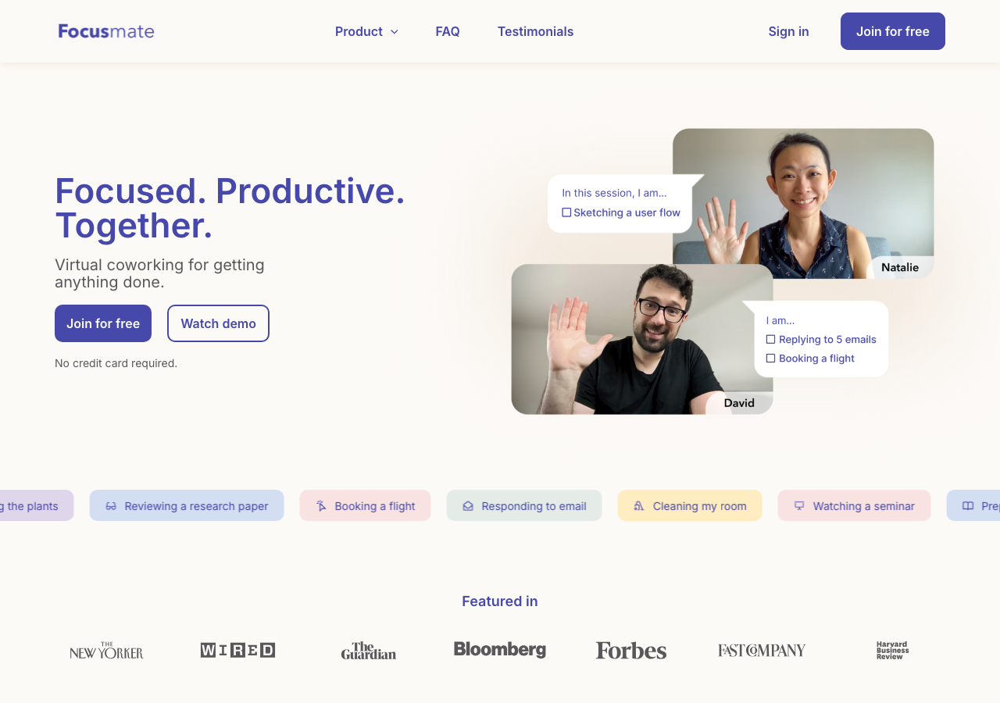 Focusmate
Product
FAQ
Testimonials
Sign in
Join for free
Focused. Productive.
Together.
Virtual coworking for getting
anything done.
Join for free
Watch demo
No credit card required.
In this session, I am...
Sketching a user flow
Natalie
I am...
Replying to 5 emails
Booking a flight
David
g the plants
Reviewing a research paper
Booking a flight
Responding to email
Cleaning my room
Watching a seminar
Featured in
THE
NEW YORKER
WIRED
The
Guardian
Bloomberg
Forbes
FAST COMPANY
Harvard
Business
Review